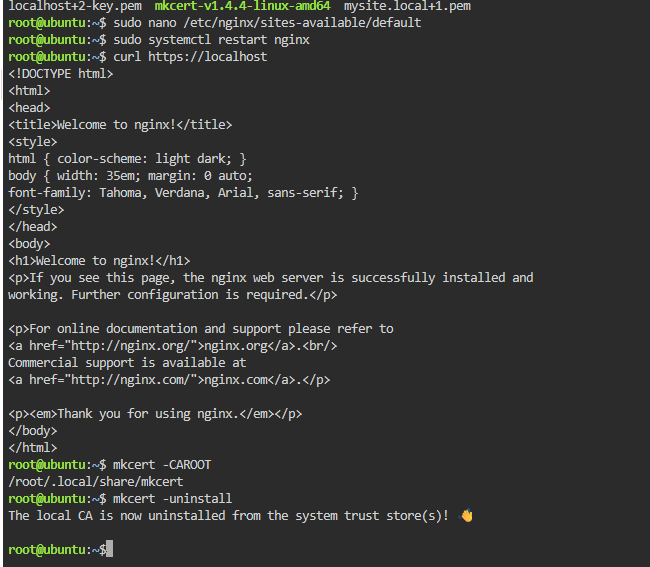 localhost+2-key.pem  mkcert-v1.4.4-linux-amd64  mysite.local+1.pem
root@ubuntu:~$ sudo nano /etc/nginx/sites-available/default
root@ubuntu:~$ sudo systemctl restart nginx
root@ubuntu:~$ curl https://localhost
<!DOCTYPE html>
<html>
<head>
<title>Welcome to nginx!</title>
<style>
html { color-scheme: light dark; }
body { width: 35em; margin: 0 auto;
font-family: Tahoma, Verdana, Arial, sans-serif; }
</style>
</head>
<body>
<h1>Welcome to nginx!</h1>
<p>If you see this page, the nginx web server is successfully installed and
working. Further configuration is required.</p>

<p>For online documentation and support please refer to
<a href="http://nginx.org/">nginx.org</a>.<br/>
Commercial support is available at
<a href="http://nginx.com/">nginx.com</a>.</p>

<p><em>Thank you for using nginx.</em></p>
</body>
</html>
root@ubuntu:~$ mkcert -CAROOT
/root/.local/share/mkcert
root@ubuntu:~$ mkcert -uninstall
The local CA is now uninstalled from the system trust store(s)! 👋

root@ubuntu:~$